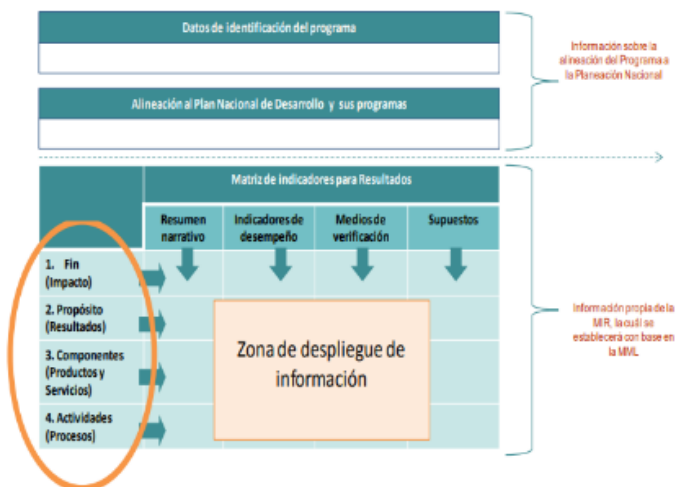 Datos de identificación del programa
Información sobre la
alineación del Programa a
la Planeación Nacional
Alineación al Plan Nacional de Desarrollo y sus programas
Matriz de indicadores para Resultados
Resumen
narrativo
Indicadores de
desempeño
Medios de
verificación
Supuestos
1. Fin
(Impacto)
2. Propósito
(Resultados)
3. Componentes
(Productos y
Servicios)
4. Actividades
(Procesos)
Zona de despliegue de
información
Información propia de la
MIR, la cuál se
establecerá con base en
la MML